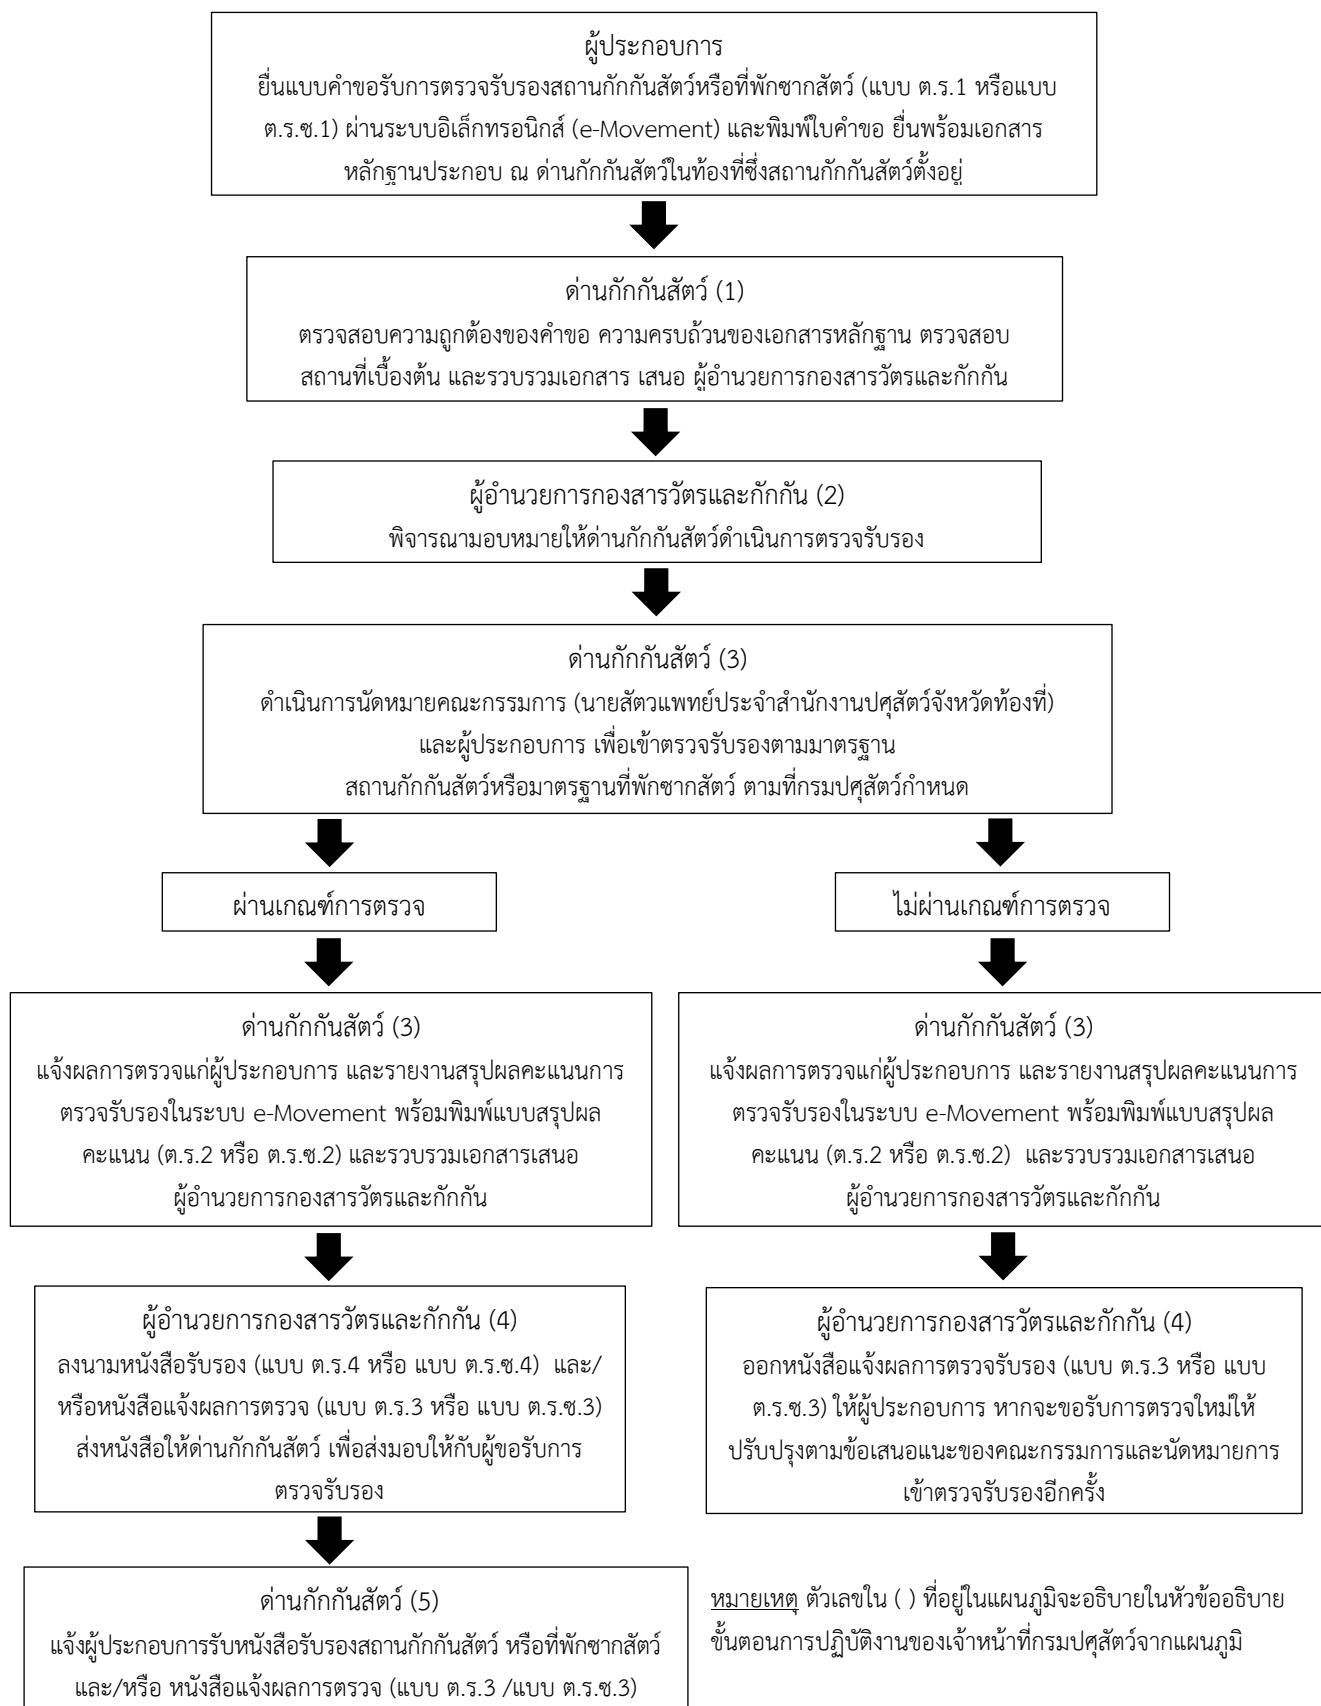 ผู้ประกอบการ
ยื่นแบบคำขอรับการตรวจรับรองสถานกักกันสัตว์หรือที่พักซากสัตว์ (แบบ ต.ร.1 หรือแบบ
ต.ร.ซ.1) ผ่านระบบอิเล็กทรอนิกส์ (e-Movement) และพิมพ์ใบคำขอ ยื่นพร้อมเอกสาร
หลักฐานประกอบ ณ ด่านกักกันสัตว์ในท้องที่ซึ่งสถานกักกันสัตว์ตั้งอยู่
ด่านกักกันสัตว์ (1)
ตรวจสอบความถูกต้องของคำขอ ความครบถ้วนของเอกสารหลักฐาน ตรวจสอบ
สถานที่เบื้องต้น และรวบรวมเอกสาร เสนอ ผู้อำนวยการกองสารวัตรและกักกัน
ผู้อำนวยการกองสารวัตรและกักกัน (2)
พิจารณามอบหมายให้ด่านกักกันสัตว์ดำเนินการตรวจรับรอง
ด่านกักกันสัตว์ (3)
ดำเนินการนัดหมายคณะกรรมการ (นายสัตวแพทย์ประจำสำนักงานปศุสัตว์จังหวัดท้องที่)
และผู้ประกอบการ เพื่อเข้าตรวจรับรองตามมาตรฐาน
สถานกักกันสัตว์หรือมาตรฐานที่พักซากสัตว์ ตามที่กรมปศุสัตว์กำหนด
ผ่านเกณฑ์การตรวจ
ไม่ผ่านเกณฑ์การตรวจ
ด่านกักกันสัตว์ (3)
แจ้งผลการตรวจแก่ผู้ประกอบการ และรายงานสรุปผลคะแนนการ
ตรวจรับรองในระบบ e-Movement พร้อมพิมพ์แบบสรุปผล
คะแนน (ต.ร.2 หรือ ต.ร.ซ.2) และรวบรวมเอกสารเสนอ
ผู้อำนวยการกองสารวัตรและกักกัน
ด่านกักกันสัตว์ (3)
แจ้งผลการตรวจแก่ผู้ประกอบการ และรายงานสรุปผลคะแนนการ
ตรวจรับรองในระบบ e-Movement พร้อมพิมพ์แบบสรุปผล
คะแนน (ต.ร.2 หรือ ต.ร.ซ.2) และรวบรวมเอกสารเสนอ
ผู้อำนวยการกองสารวัตรและกักกัน
ผู้อำนวยการกองสารวัตรและกักกัน (4)
ลงนามหนังสือรับรอง (แบบ ต.ร.4 หรือ แบบ ต.ร.ซ.4) และ/
หรือหนังสือแจ้งผลการตรวจ (แบบ ต.ร.3 หรือ แบบ ต.ร.ซ.3)
ส่งหนังสือให้ด่านกักกันสัตว์ เพื่อส่งมอบให้กับผู้ขอรับการ
ตรวจรับรอง
ผู้อำนวยการกองสารวัตรและกักกัน (4)
ออกหนังสือแจ้งผลการตรวจรับรอง (แบบ ต.ร.3 หรือ แบบ
ต.ร.ซ.3) ให้ผู้ประกอบการ หากจะขอรับการตรวจใหม่ให้
ปรับปรุงตามข้อเสนอแนะของคณะกรรมการและนัดหมายการ
เข้าตรวจรับรองอีกครั้ง
ด่านกักกันสัตว์ (5)
แจ้งผู้ประกอบการรับหนังสือรับรองสถานกักกันสัตว์ หรือที่พักซากสัตว์
และ/หรือ หนังสือแจ้งผลการตรวจ (แบบ ต.ร.3 /แบบ ต.ร.ซ.3)
หมายเหตุ ตัวเลขใน ( ) ที่อยู่ในแผนภูมิจะอธิบายในหัวข้ออธิบาย
ขั้นตอนการปฏิบัติงานของเจ้าหน้าที่กรมปศุสัตว์จากแผนภูมิ